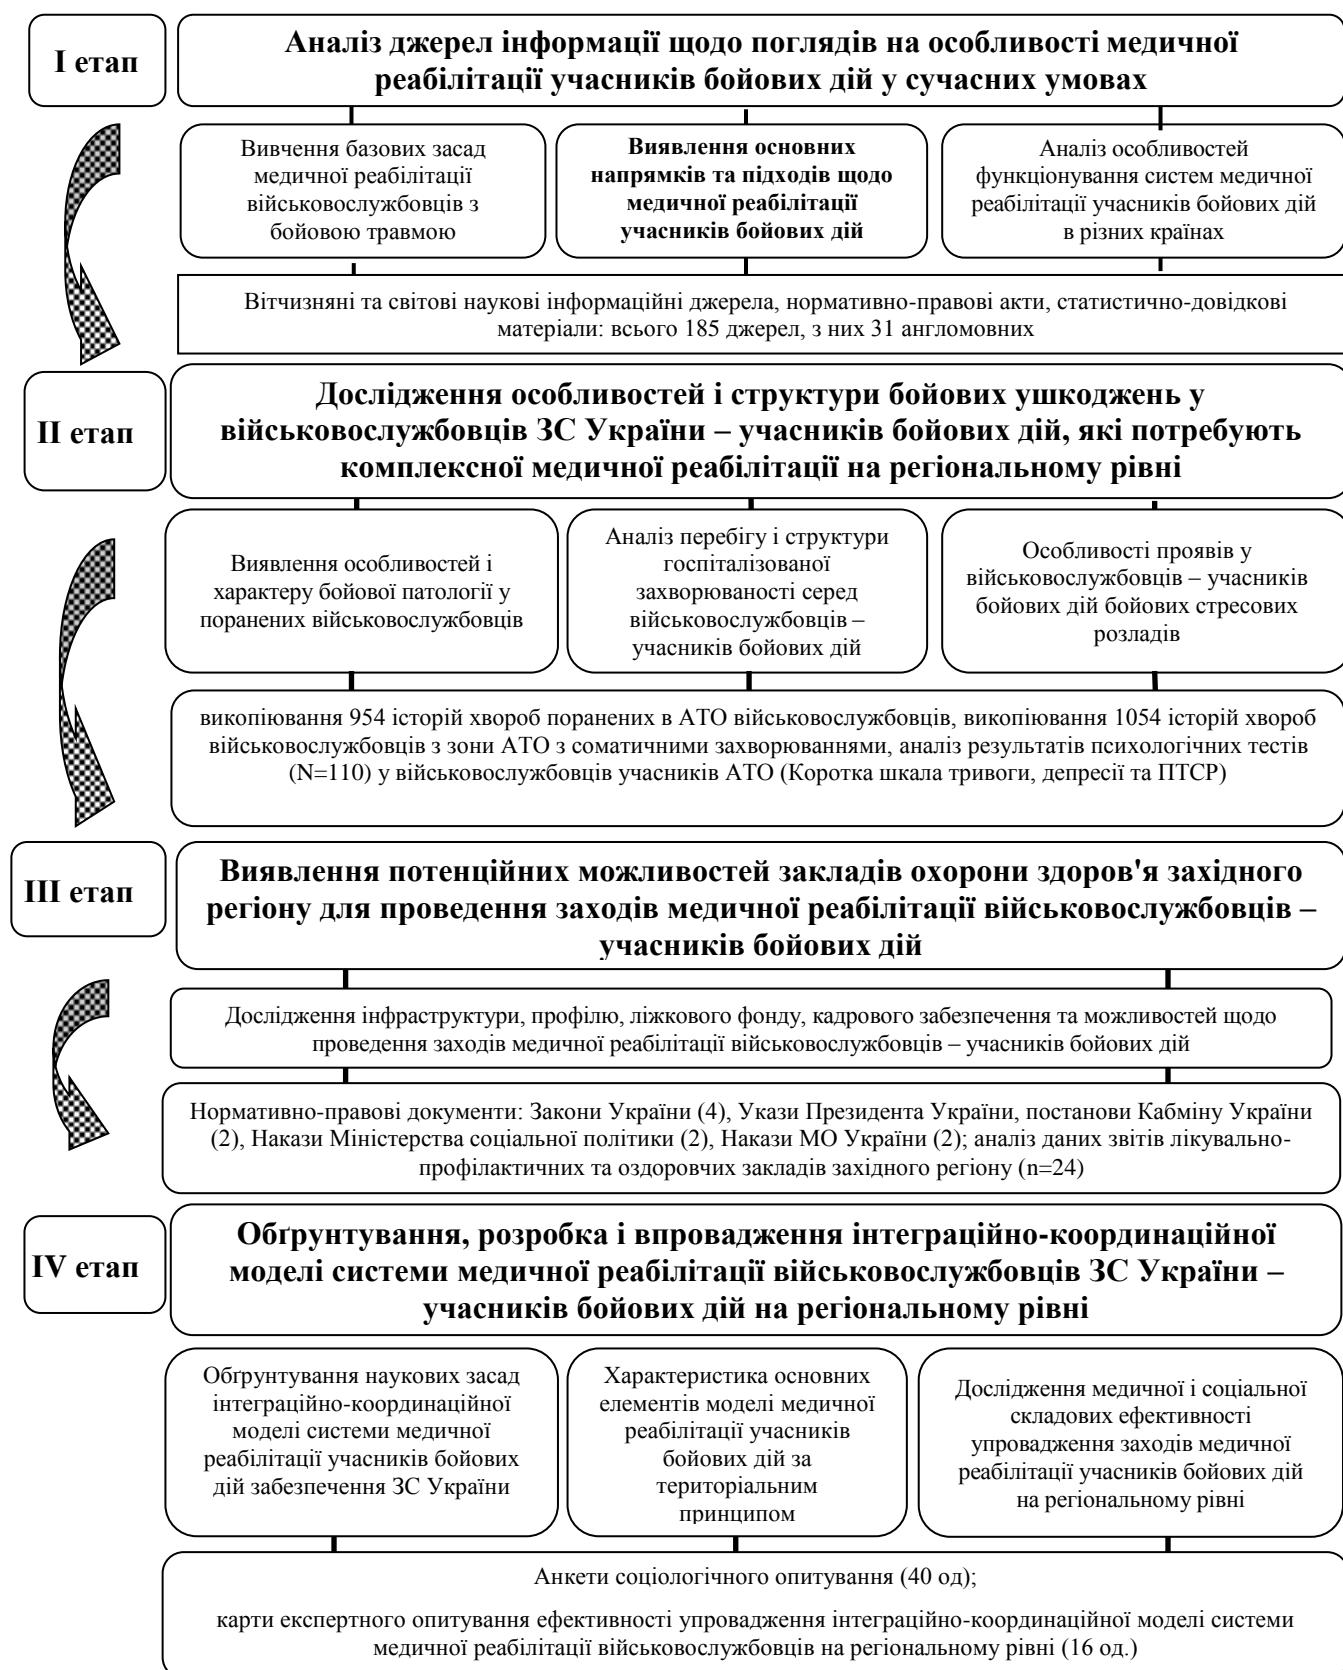 І етап
Аналіз джерел інформації щодо поглядів на особливості медичної
реабілітації учасників бойових дій у сучасних умовах
Вивчення базових засад
медичної реабілітації
військовослужбовців з
бойовою травмою
Виявлення основних
напрямків та підходів щодо
медичної реабілітації
учасників бойових дій
Аналіз особливостей
функціонування систем медичної
реабілітації учасників бойових дій
в різних країнах
Вітчизняні та світові наукові інформаційні джерела, нормативно-правові акти, статистично-довідкові
матеріали: всього 185 джерел, з них 31 англомовних
ІІ етап
Дослідження особливостей і структури бойових ушкоджень у
військовослужбовців ЗС України – учасників бойових дій, які потребують
комплексної медичної реабілітації на регіональному рівні
Виявлення особливостей і
характеру бойової патології у
поранених військовослужбовців
Аналіз перебігу і структури
госпіталізованої
захворюваності серед
військовослужбовців –
учасників бойових дій
Особливості проявів у
військовослужбовців – учасників
бойових дій бойових стресових
розладів
викопіювання 954 історій хвороб поранених в АТО військовослужбовців, викопіювання 1054 історій хвороб
військовослужбовців з зони АТО з соматичними захворюваннями, аналіз результатів психологічних тестів
(N=110) у військовослужбовців учасників АТО (Коротка шкала тривоги, депресії та ПТСР)
ІІІ етап
Виявлення потенційних можливостей закладів охорони здоров'я західного
регіону для проведення заходів медичної реабілітації військовослужбовців –
учасників бойових дій
Дослідження інфраструктури, профілю, ліжкового фонду, кадрового забезпечення та можливостей щодо
проведення заходів медичної реабілітації військовослужбовців – учасників бойових дій
Нормативно-правові документи: Закони України (4), Укази Президента України, постанови Кабміну України
(2), Накази Міністерства соціальної політики (2), Накази МО України (2); аналіз даних звітів лікувально-
профілактичних та оздоровчих закладів західного регіону (n=24)
IV етап
Обґрунтування, розробка і впровадження інтеграційно-координаційної
моделі системи медичної реабілітації військовослужбовців ЗС України –
учасників бойових дій на регіональному рівні
Обґрунтування наукових засад
інтеграційно-координаційної
моделі системи медичної
реабілітації учасників бойових
дій забезпечення ЗС України
Характеристика основних
елементів моделі медичної
реабілітації учасників
бойових дій за
територіальним
принципом
Дослідження медичної і соціальної
складових ефективності
упровадження заходів медичної
реабілітації учасників бойових дій
на регіональному рівні
Анкети соціологічного опитування (40 од);
карти експертного опитування ефективності упровадження інтеграційно-координаційної моделі системи
медичної реабілітації військовослужбовців на регіональному рівні (16 од.)